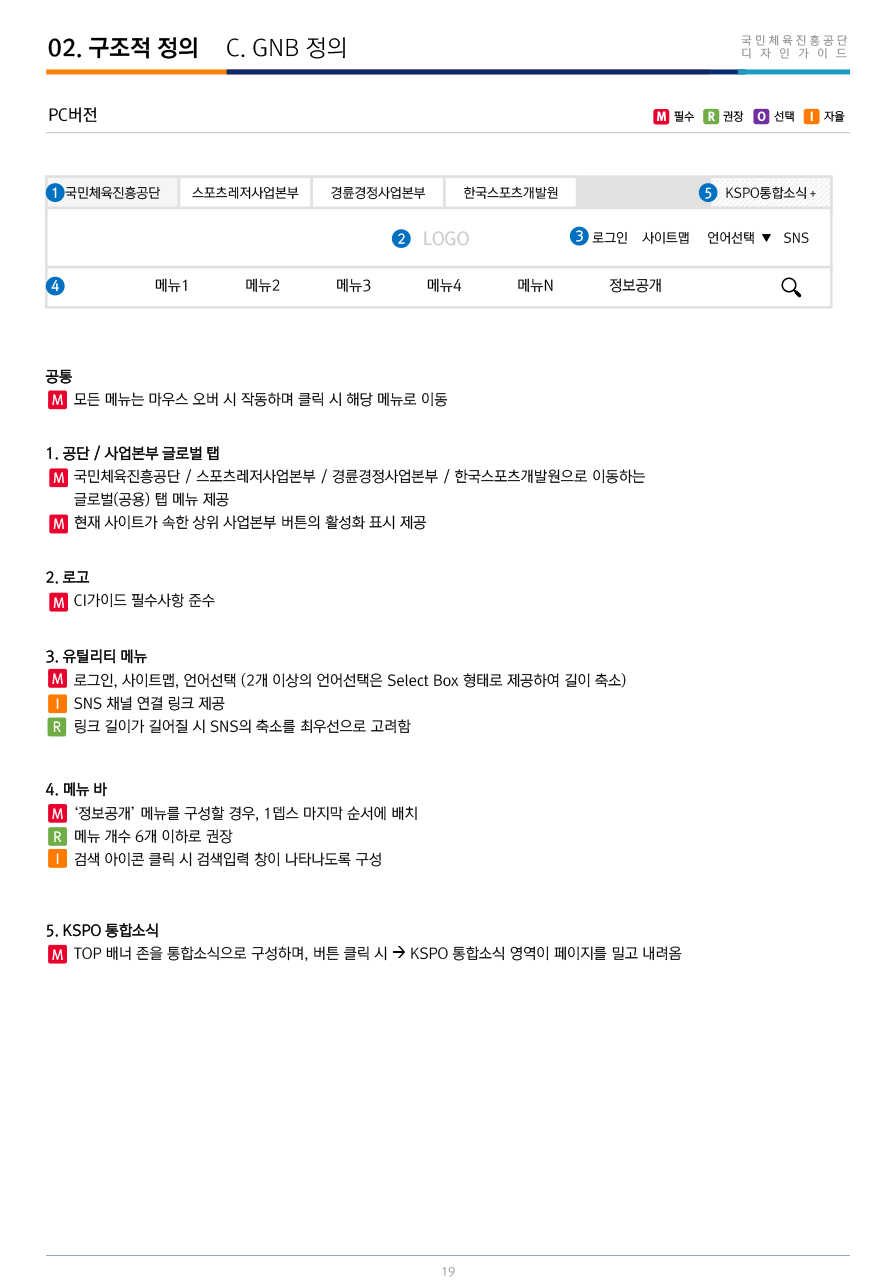 02. 구조적 정의 C. GNB 정의
국민체육진흥공단
디자인가이드
PC버전
M 필수 R 권장 O 선택 I 자율
1 국민체육진흥공단 스포츠레저사업본부 경륜경정사업본부 한국스포츠개발원 5 KSPO통합소식 +
2 LOGO 3 로그인 사이트맵 언어선택 ▼ SNS
4 메뉴1 메뉴2 메뉴3 메뉴4 메뉴N 정보공개
공통
M 모든 메뉴는 마우스 오버 시 작동하며 클릭 시 해당 메뉴로 이동
1. 공단 / 사업본부 글로벌 탭
M 국민체육진흥공단 / 스포츠레저사업본부 / 경륜경정사업본부 / 한국스포츠개발원으로 이동하는
글로벌(공용) 탭 메뉴 제공
M 현재 사이트가 속한 상위 사업본부 버튼의 활성화 표시 제공
2. 로고
M CI가이드 필수사항 준수
3. 유틸리티 메뉴
M 로그인, 사이트맵, 언어선택 (2개 이상의 언어선택은 Select Box 형태로 제공하여 길이 축소)
I SNS 채널 연결 링크 제공
R 링크 길이가 길어질 시 SNS의 축소를 최우선으로 고려함
4. 메뉴 바
M ‘정보공개’ 메뉴를 구성할 경우, 1뎁스 마지막 순서에 배치
R 메뉴 개수 6개 이하로 권장
I 검색 아이콘 클릭 시 검색입력 창이 나타나도록 구성
5. KSPO 통합소식
M TOP 배너 존을 통합소식으로 구성하며, 버튼 클릭 시 → KSPO 통합소식 영역이 페이지를 밀고 내려옴
19